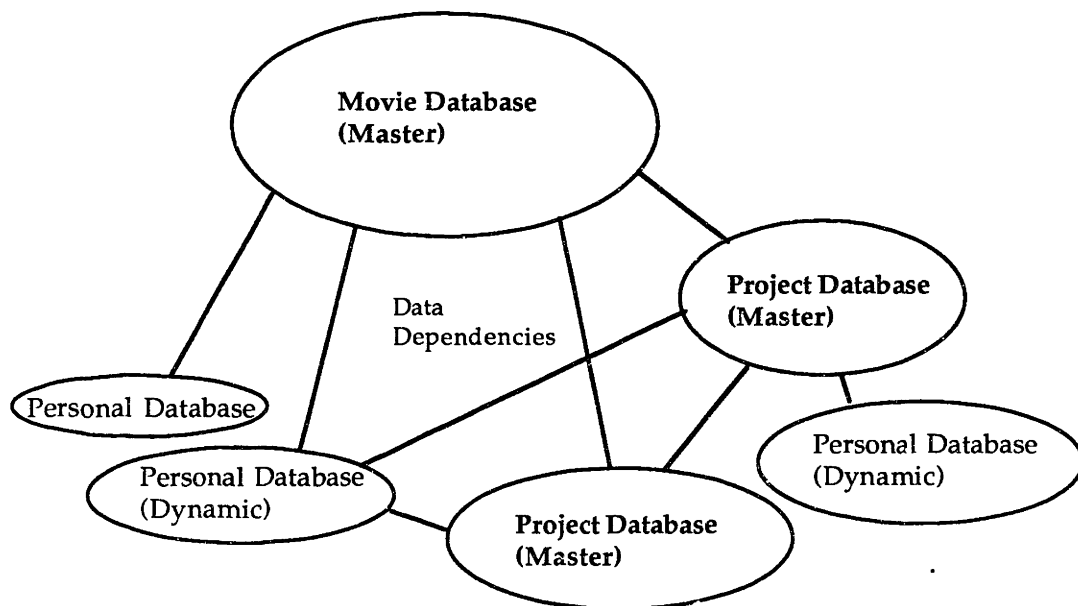 Movie Database
(Master)
Project Database
(Master)
Data
Dependencies
Personal Database
Personal Database
(Dynamic)
Personal Database
(Dynamic)
Project Database
(Master)